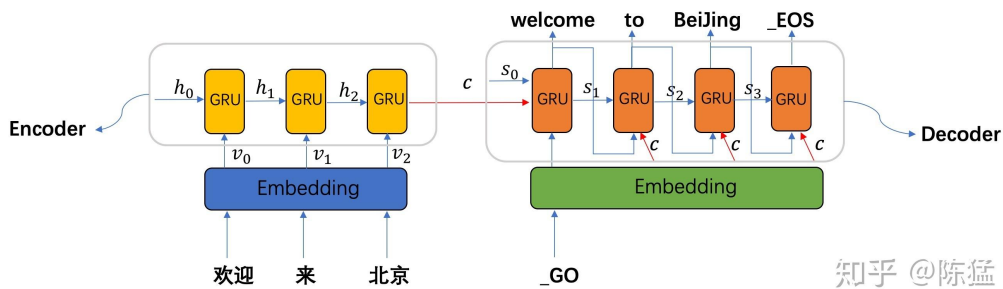 welcome to BeiJing _EOS
h₀ GRU h₁ GRU h₂ GRU c s₀ GRU s₁ GRU s₂ GRU s₃ GRU
Encoder
Decoder
v₀ v₁ v₂ c c c
Embedding
Embedding
欢迎 来 北京 _GO
知乎 @陈猛